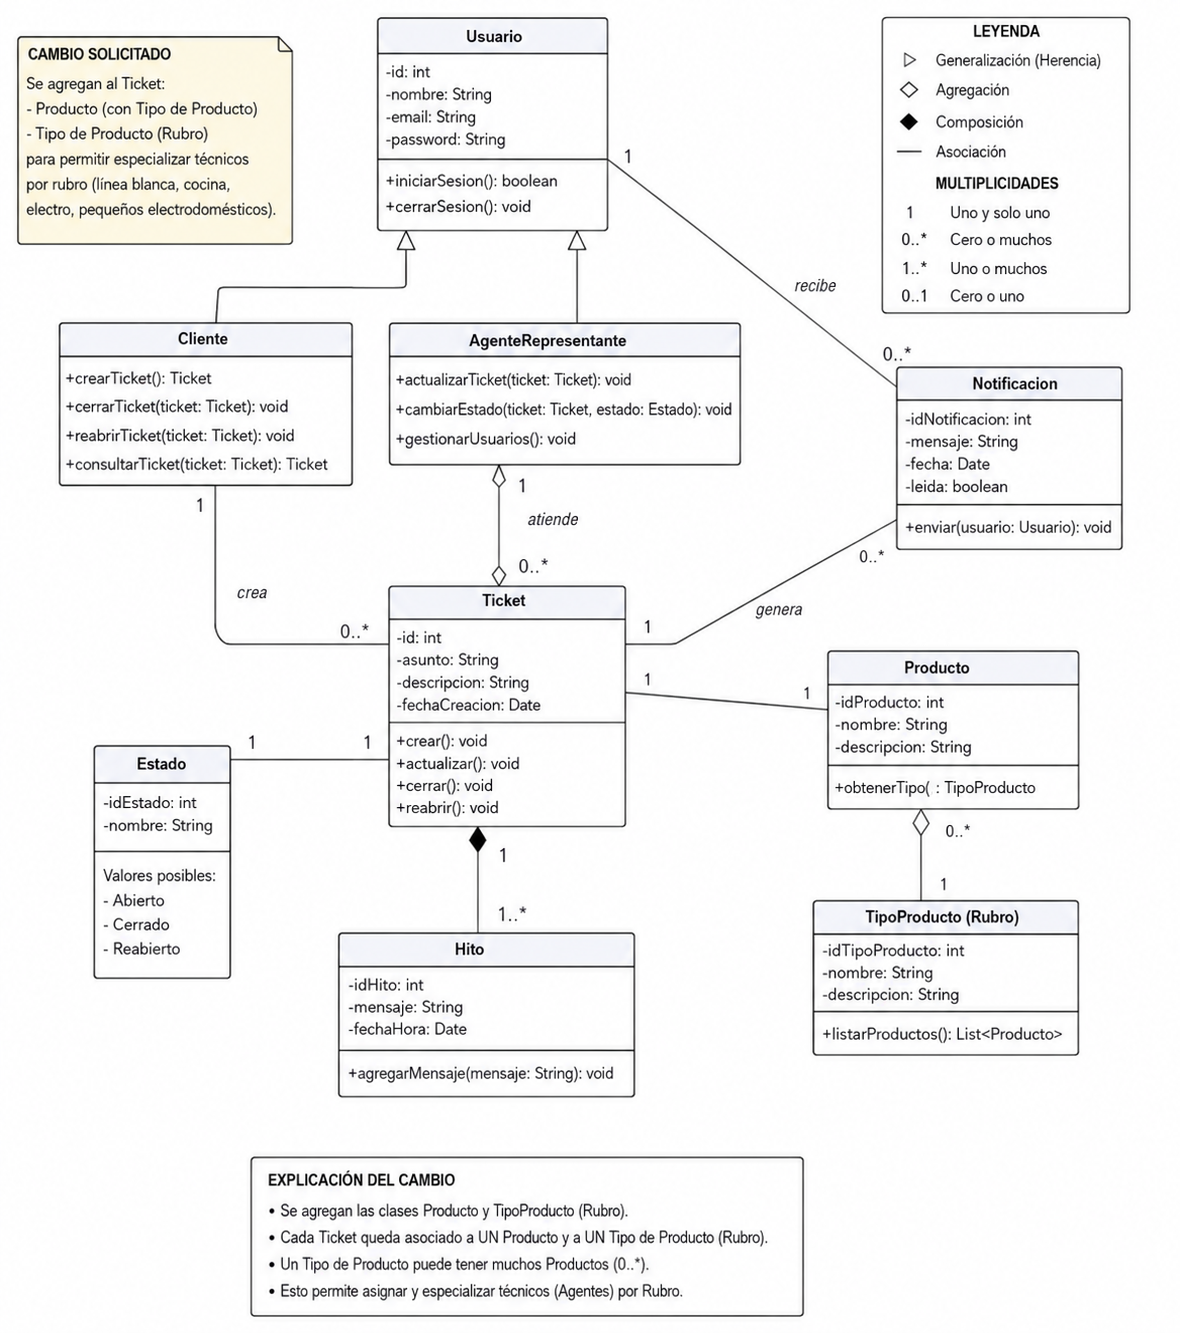 CAMBIO SOLICITADO
Se agregan al Ticket:
- Producto (con Tipo de Producto)
- Tipo de Producto (Rubro)
para permitir especializar técnicos
por rubro (línea blanca, cocina,
electro, pequeños electrodomésticos).
Usuario
-id: int
-nombre: String
-email: String
-password: String
+iniciarSesion(): boolean
+cerrarSesion(): void
LEYENDA
Generalización (Herencia)
Agregación
Composición
Asociación
MULTIPLICIDADES
1 Uno y solo uno
0..* Cero o muchos
1..* Uno o muchos
0..1 Cero o uno
1
recibe
0..*
Cliente
+crearTicket(): Ticket
+cerrarTicket(ticket: Ticket): void
+reabrirTicket(ticket: Ticket): void
+consultarTicket(ticket: Ticket): Ticket
AgenteRepresentante
+actualizarTicket(ticket: Ticket): void
+cambiarEstado(ticket: Ticket, estado: Estado): void
+gestionarUsuarios(): void
Notificacion
-idNotificacion: int
-mensaje: String
-fecha: Date
-leida: boolean
+enviar(usuario: Usuario): void
1
crea
0..*
1
atiende
0..*
0..*
genera
1
Ticket
-id: int
-asunto: String
-descripcion: String
-fechaCreacion: Date
+crear(): void
+actualizar(): void
+cerrar(): void
+reabrir(): void
1
1
Producto
-idProducto: int
-nombre: String
-descripcion: String
+obtenerTipo( : TipoProducto
1
1
Estado
-idEstado: int
-nombre: String
Valores posibles:
- Abierto
- Cerrado
- Reabierto
1
1..*
0..*
1
Hito
-idHito: int
-mensaje: String
-fechaHora: Date
+agregarMensaje(mensaje: String): void
TipoProducto (Rubro)
-idTipoProducto: int
-nombre: String
-descripcion: String
+listarProductos(): List<Producto>
EXPLICACIÓN DEL CAMBIO
• Se agregan las clases Producto y TipoProducto (Rubro).
• Cada Ticket queda asociado a UN Producto y a UN Tipo de Producto (Rubro).
• Un Tipo de Producto puede tener muchos Productos (0..*).
• Esto permite asignar y especializar técnicos (Agentes) por Rubro.